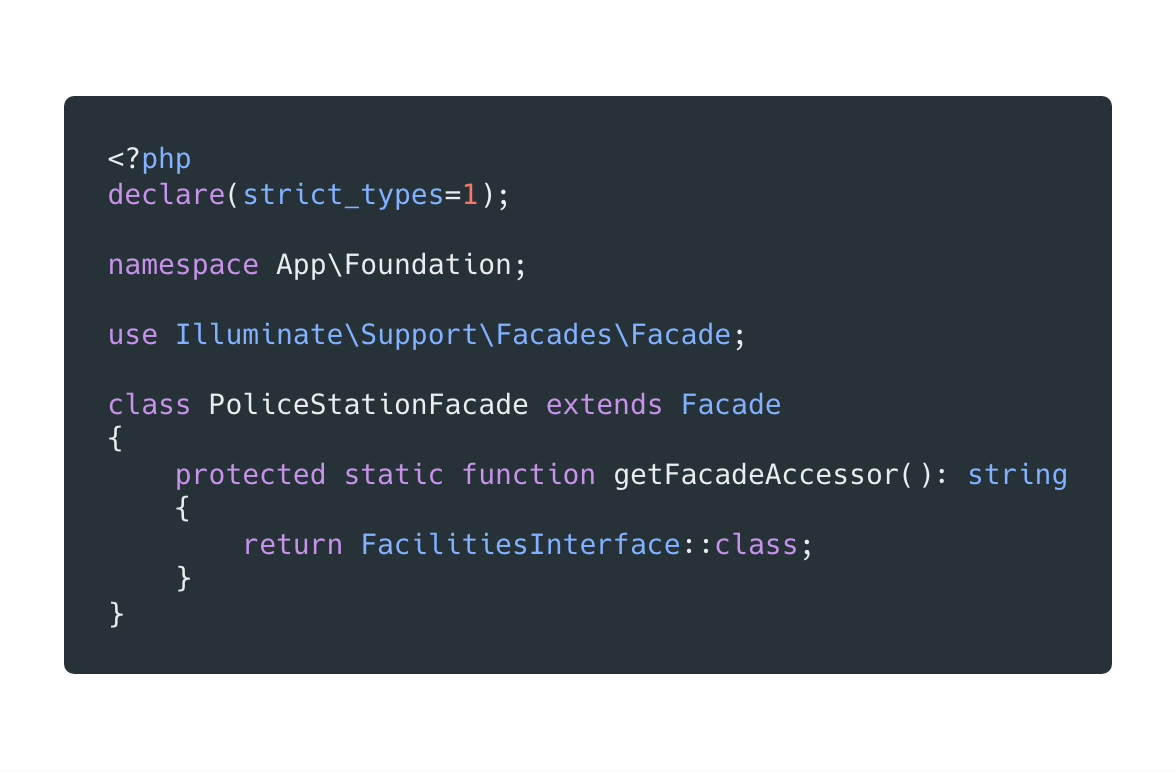 <?php
declare(strict_types=1);

namespace App\Foundation;

use Illuminate\Support\Facades\Facade;

class PoliceStationFacade extends Facade
{
    protected static function getFacadeAccessor(): string
    {
        return FacilitiesInterface::class;
    }
}